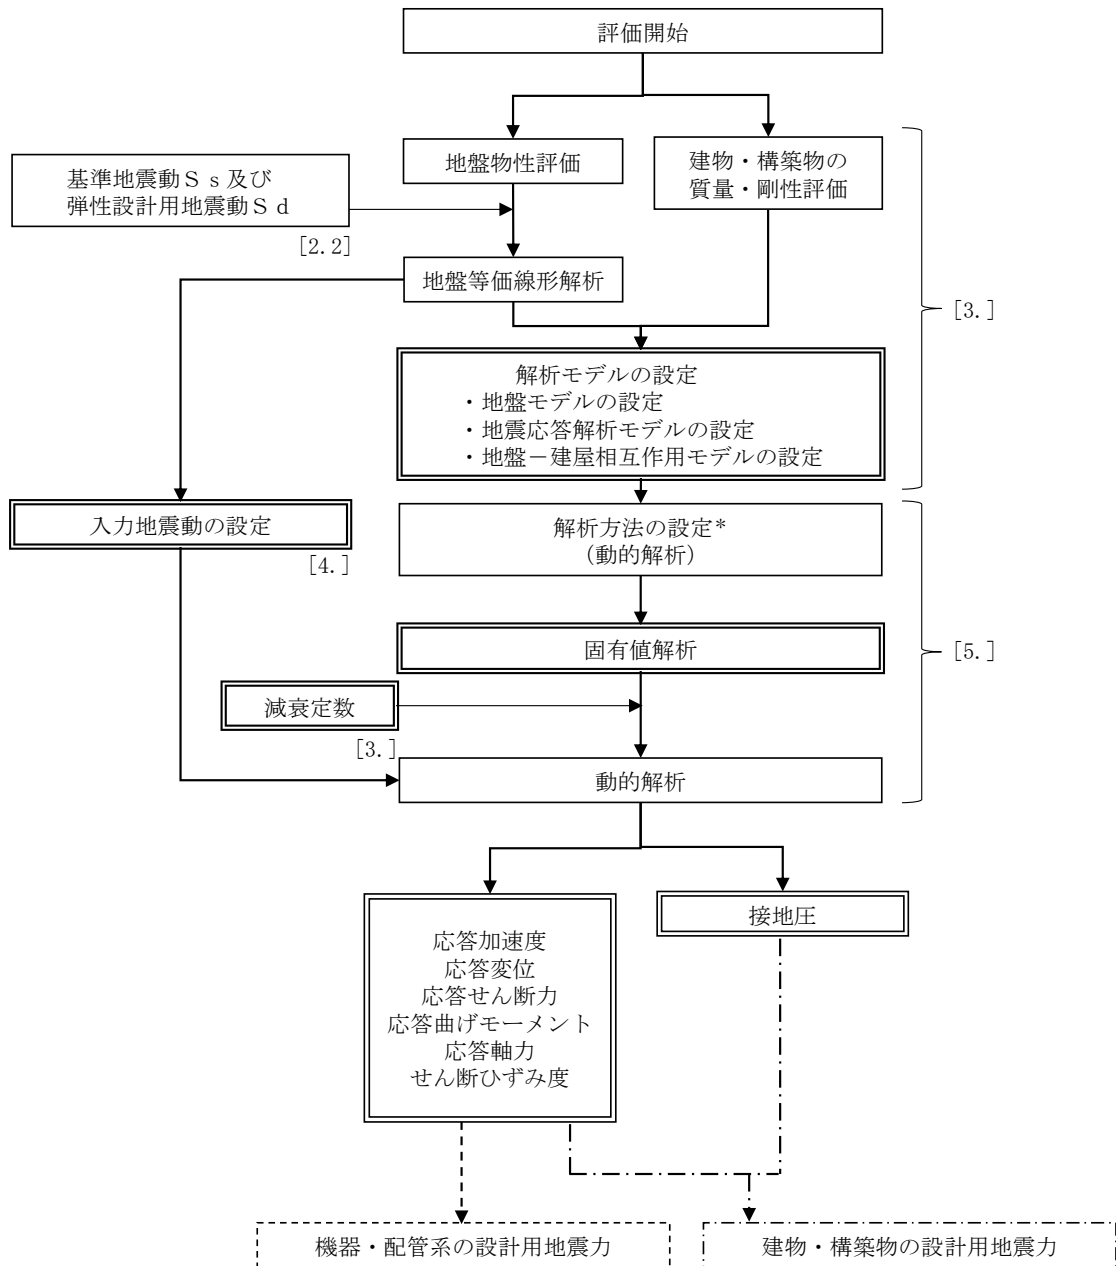 評価開始
地盤物性評価
建物・構築物の
質量・剛性評価
基準地震動Ｓｓ及び
弾性設計用地震動Ｓｄ
[2.2]
地盤等価線形解析
[3.]
解析モデルの設定
・地盤モデルの設定
・地震応答解析モデルの設定
・地盤－建屋相互作用モデルの設定
入力地震動の設定
[4.]
解析方法の設定*
（動的解析）
固有値解析
[5.]
減衰定数
[3.]
動的解析
応答加速度
応答変位
応答せん断力
応答曲げモーメント
応答軸力
せん断ひずみ度
接地圧
機器・配管系の設計用地震力
建物・構築物の設計用地震力